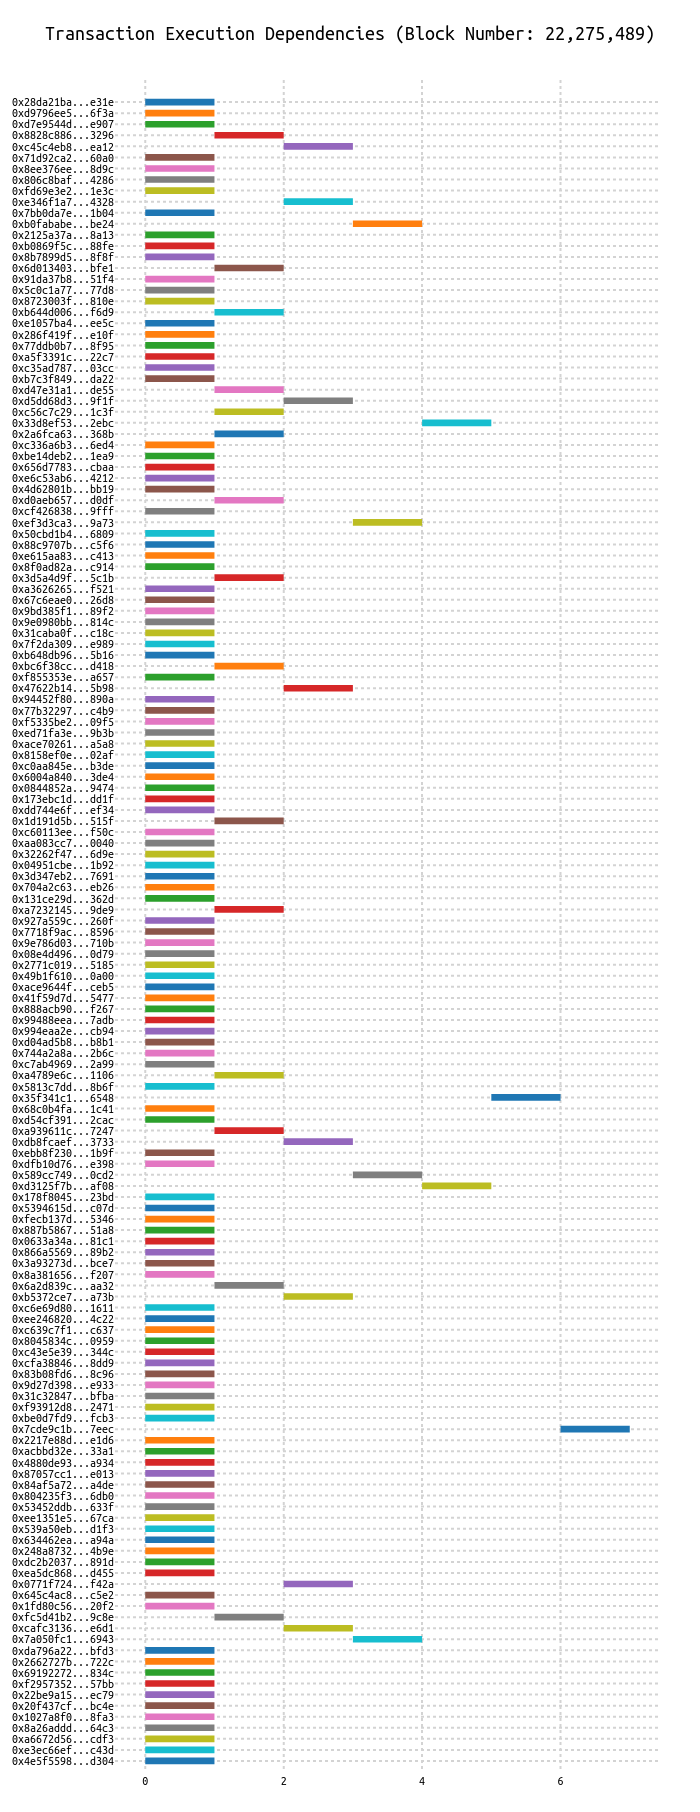 Transaction Execution Dependencies (Block Number: 22,275,489)
0x28da21ba...e31e
0xd9796ee5...6f3a
0xd7e9544d...e907
0x8828c886...3296
0xc45c4eb8...ea12
0x71d92ca2...60a0
0x8ee376ee...8d9c
0x806c8baf...4286
0xfd69e3e2...1e3c
0xe346f1a7...4328
0x7bb0da7e...1b04
0xb0fababe...be24
0x2125a37a...8a13
0xb0869f5c...88fe
0x8b7899d5...8f8f
0x6d013403...bfe1
0x91da37b8...51f4
0x5c0c1a77...77d8
0x8723003f...810e
0xb644d006...f6d9
0xe1057ba4...ee5c
0x286f419f...e10f
0x77ddb0b7...8f95
0xa5f3391c...22c7
0xc35ad787...03cc
0xb7c3f849...da22
0xd47e31a1...de55
0xd5dd68d3...9f1f
0xc56c7c29...1c3f
0x33d8ef53...2ebc
0x2a6fca63...368b
0xc336a6b3...6ed4
0xbe14deb2...1ea9
0x656d7783...cbaa
0xe6c53ab6...4212
0x4d62801b...bb19
0xd0aeb657...d0df
0xcf426838...9fff
0xef3d3ca3...9a73
0x50cbd1b4...6809
0x88c9707b...c5f6
0xe615aa83...c413
0x8f0ad82a...c914
0x3d5a4d9f...5c1b
0xa3626265...f521
0x67c6eae0...26d8
0x9bd385f1...89f2
0x9e0980bb...814c
0x31caba0f...c18c
0x7f2da309...e989
0xb648db96...5b16
0xbc6f38cc...d418
0xf855353e...a657
0x47622b14...5b98
0x94452f80...890a
0x77b32297...c4b9
0xf5335be2...09f5
0xed71fa3e...9b3b
0xace70261...a5a8
0x8158ef0e...02af
0xc0aa845e...b3de
0x6004a840...3de4
0x0844852a...9474
0x173ebc1d...dd1f
0xdd744e6f...ef34
0x1d191d5b...515f
0xc60113ee...f50c
0xaa083cc7...0040
0x32262f47...6d9e
0x04951cbe...1b92
0x3d347eb2...7691
0x704a2c63...eb26
0x131ce29d...362d
0xa7232145...9de9
0x927a559c...260f
0x7718f9ac...8596
0x9e786d03...710b
0x08e4d496...0d79
0x2771c019...5185
0x49b1f610...0a00
0xace9644f...ceb5
0x41f59d7d...5477
0x888acb90...f267
0x99488eea...7adb
0x994eaa2e...cb94
0xd04ad5b8...b8b1
0x744a2a8a...2b6c
0xc7ab4969...2a99
0xa4789e6c...1106
0x5813c7dd...8b6f
0x35f341c1...6548
0x68c0b4fa...1c41
0xd54cf391...2cac
0xa939611c...7247
0xdb8fcaef...3733
0xebb8f230...1b9f
0xdfb10d76...e398
0x589cc749...0cd2
0xd3125f7b...af08
0x178f8045...23bd
0x5394615d...c07d
0xfecb137d...5346
0x887b5867...51a8
0x0633a34a...81c1
0x866a5569...89b2
0x3a93273d...bce7
0x8a381656...f207
0x6a2d839c...aa32
0xb5372ce7...a73b
0xc6e69d80...1611
0xee246820...4c22
0xc639c7f1...c637
0x8045834c...0959
0xc43e5e39...344c
0xcfa38846...8dd9
0x83b08fd6...8c96
0x9d27d398...e933
0x31c32847...bfba
0xf93912d8...2471
0xbe0d7fd9...fcb3
0x7cde9c1b...7eec
0x2217e88d...e1d6
0xacbbd32e...33a1
0x4880de93...a934
0x87057cc1...e013
0x84af5a72...a4de
0x804235f3...6db0
0x53452ddb...633f
0xee1351e5...67ca
0x539a50eb...d1f3
0x634462ea...a94a
0x248a8732...4b9e
0xdc2b2037...891d
0xea5dc868...d455
0x0771f724...f42a
0x645c4ac8...c5e2
0x1fd80c56...20f2
0xfc5d41b2...9c8e
0xcafc3136...e6d1
0x7a050fc1...6943
0xda796a22...bfd3
0x2662727b...722c
0x69192272...834c
0xf2957352...57bb
0x22be9a15...ec79
0x20f437cf...bc4e
0x1027a8f0...8fa3
0x8a26addd...64c3
0xa6672d56...cdf3
0xe3ec66ef...c43d
0x4e5f5598...d304
0 2 4 6